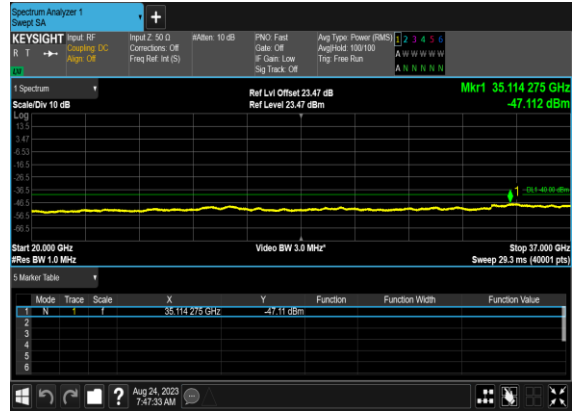 Spectrum Analyzer 1
Swept SA
+
KEYSIGHT Input: RF Input Z: 50 Ω #Atten: 10 dB PNO: Fast Avg Type: Power (RMS) 1 2 3 4 5 6
R T Coupling: DC Corrections: Off Gate: Off Avg|Hold: 100/100 A W W W W W
Align: Off Freq Ref: Int (S) IF Gain: Low Trig: Free Run
Sig Track: Off A N N N N N
1 Spectrum Ref Lvl Offset 23.47 dB Mkr1 35.114 275 GHz
Scale/Div 10 dB Ref Level 23.47 dBm -47.112 dBm
Log
13.5
3.47
-6.53
-16.5
-26.5
-36.5 1 DL1 -40.00 dBm
-46.5
-56.5
-66.5
Start 20.000 GHz Video BW 3.0 MHz* Stop 37.000 GHz
#Res BW 1.0 MHz Sweep 29.3 ms (40001 pts)
5 Marker Table
Mode Trace Scale X Y Function Function Width Function Value
1 N 1 f 35.114 275 GHz -47.11 dBm
2
3
4
5
6
? Aug 24, 2023
7:47:33 AM